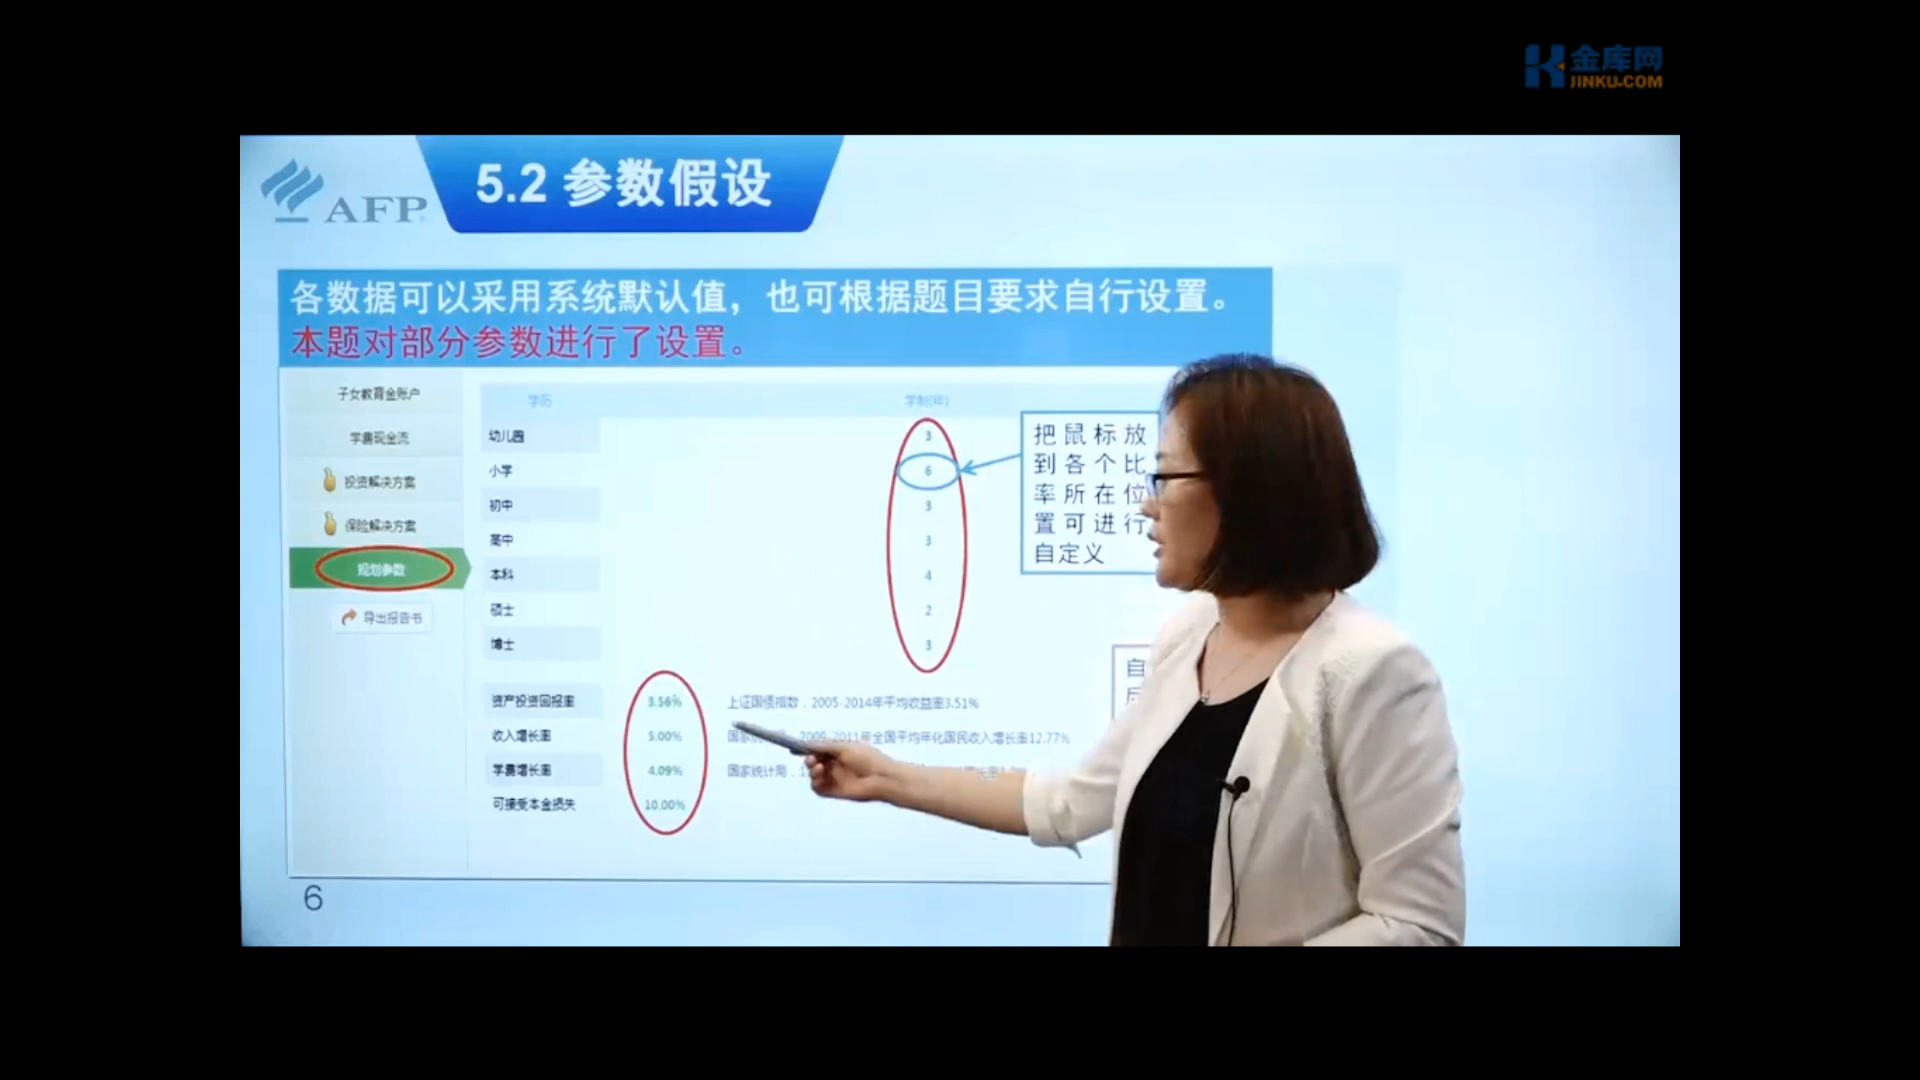 金库网
JINKU.COM
AFP
5.2 参数假设
各数据可以采用系统默认值，也可根据题目要求自行设置。
本题对部分参数进行了设置。
子女教育金账户
学费现金流
投资解决方案
保险解决方案
规划参数
导出报告书
学历 学制(年)
幼儿园 3
小学 6
初中 3
高中 3
本科 4
硕士 2
博士 3
把鼠标放
到各个比
率所在位
置可进行
自定义
自
资产投资回报率 3.56% 上证国债指数，2005-2014年平均收益率3.51%
收入增长率 5.00% 国家 2009-2011年全国平均年化国民收入增长率12.77%
学费增长率 4.09% 国家统计局，
可接受本金损失 10.00%
6